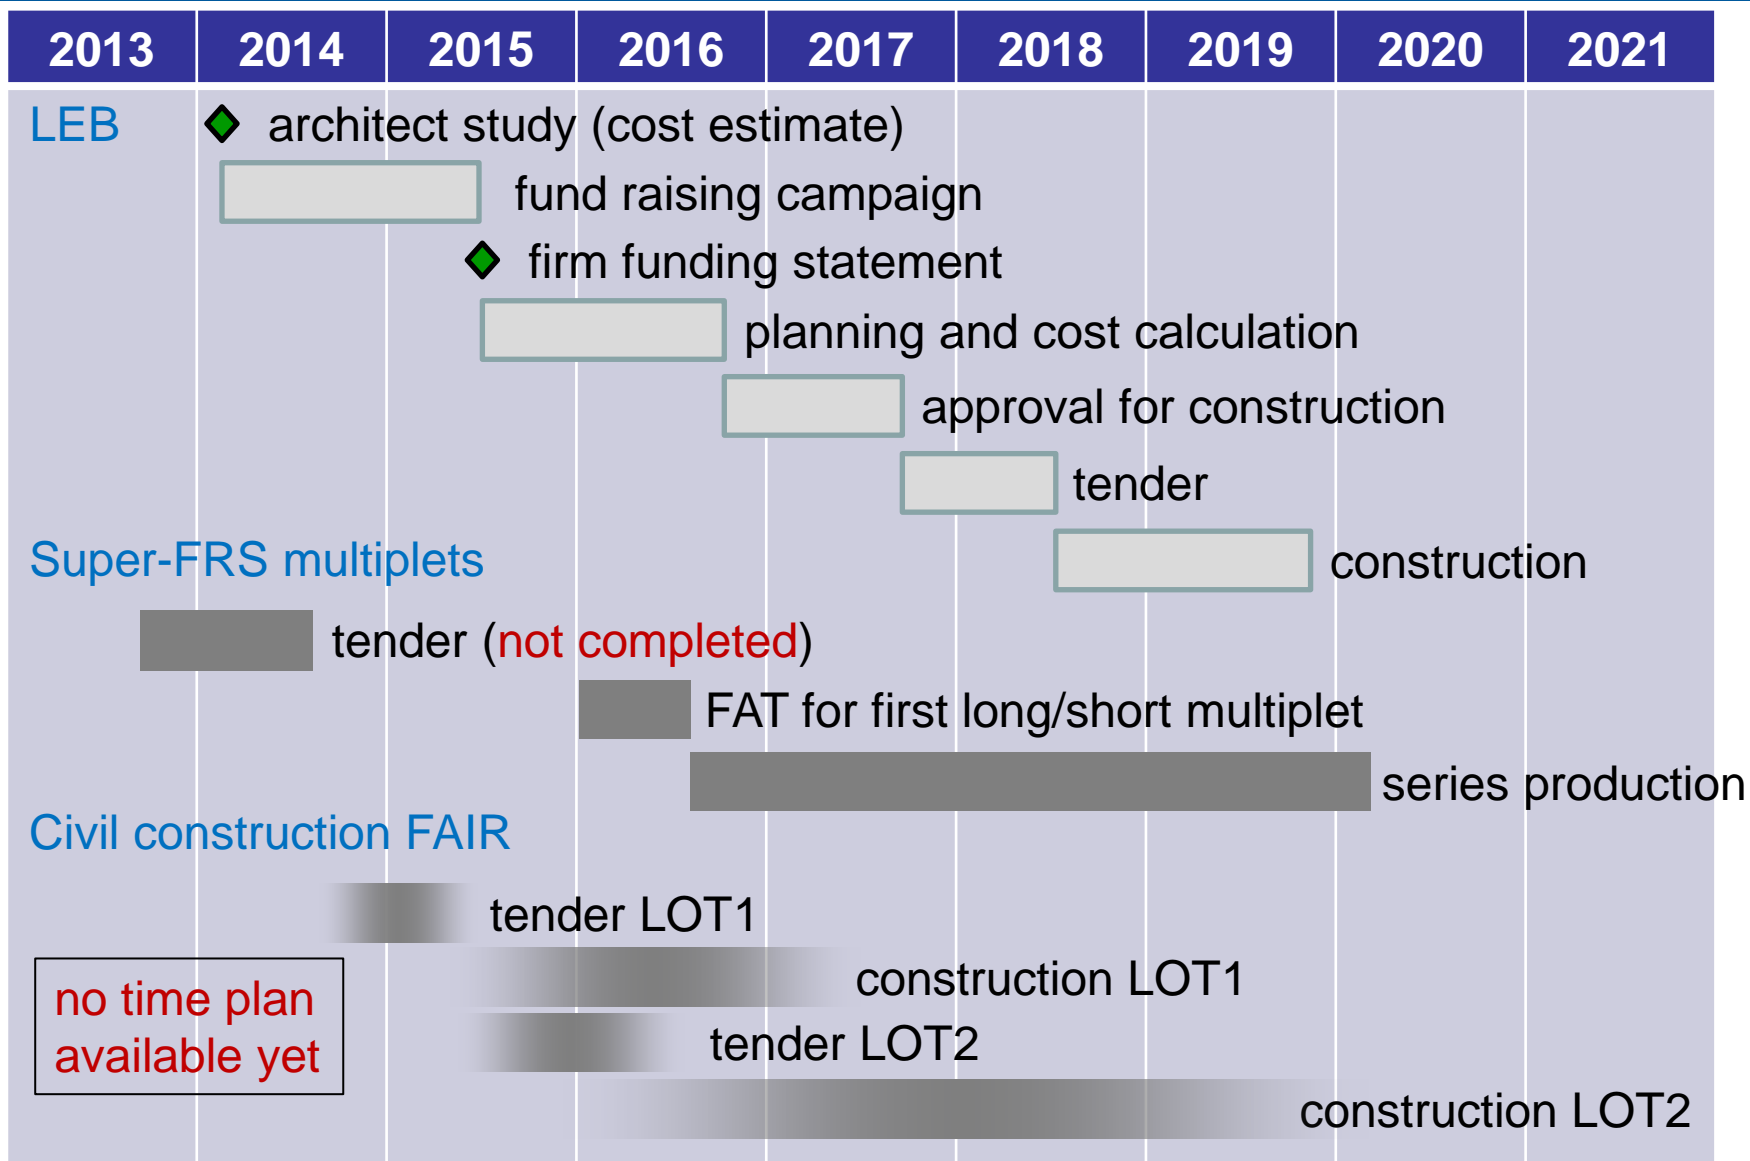 2013 2014 2015 2016 2017 2018 2019 2020 2021
LEB architect study (cost estimate)
fund raising campaign
firm funding statement
planning and cost calculation
approval for construction
tender
Super-FRS multiplets
construction
tender (not completed)
FAT for first long/short multiplet
series production
Civil construction FAIR
tender LOT1
construction LOT1
no time plan
available yet
tender LOT2
construction LOT2